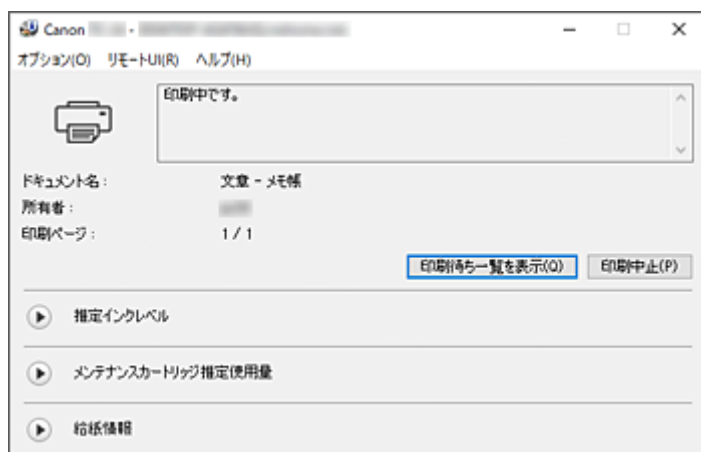 Canon
オプション(O) リモートUI(R) ヘルプ(H)
印刷中です。
ドキュメント名： 文章 - メモ帳
所有者：
印刷ページ： 1 / 1
印刷待ち一覧を表示(Q) 印刷中止(P)
推定インクレベル
メンテナンスカートリッジ推定使用量
給紙情報